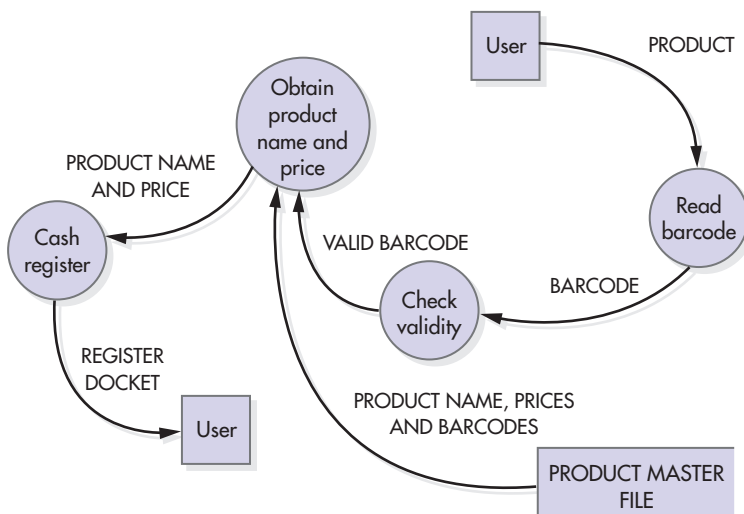 User
PRODUCT
Obtain
product
name and
price
PRODUCT NAME
AND PRICE
Read
barcode
Cash
register
VALID BARCODE
BARCODE
Check
validity
REGISTER
DOCKET
User
PRODUCT NAME, PRICES
AND BARCODES
PRODUCT MASTER
FILE